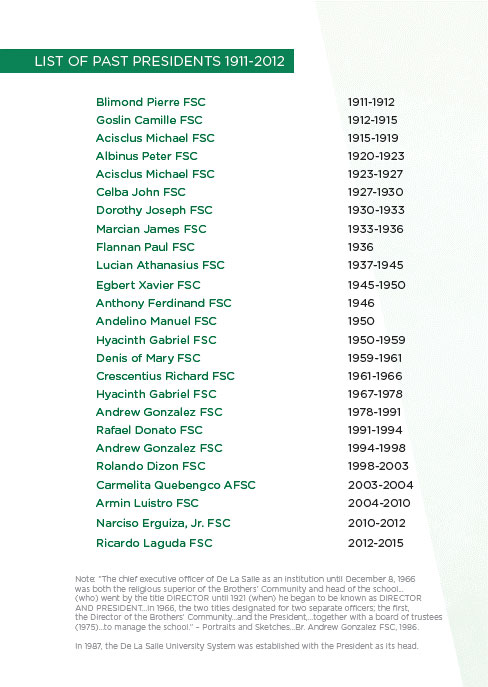 LIST OF PAST PRESIDENTS 1911-2012
Blimond Pierre FSC 1911-1912
Goslin Camille FSC 1912-1915
Acisclus Michael FSC 1915-1919
Albinus Peter FSC 1920-1923
Acisclus Michael FSC 1923-1927
Celba John FSC 1927-1930
Dorothy Joseph FSC 1930-1933
Marcian James FSC 1933-1936
Flannan Paul FSC 1936
Lucian Athanasius FSC 1937-1945
Egbert Xavier FSC 1945-1950
Anthony Ferdinand FSC 1946
Andelino Manuel FSC 1950
Hyacinth Gabriel FSC 1950-1959
Denis of Mary FSC 1959-1961
Crescentius Richard FSC 1961-1966
Hyacinth Gabriel FSC 1967-1978
Andrew Gonzalez FSC 1978-1991
Rafael Donato FSC 1991-1994
Andrew Gonzalez FSC 1994-1998
Rolando Dizon FSC 1998-2003
Carmelita Quebengco AFSC 2003-2004
Armin Luistro FSC 2004-2010
Narciso Erguiza, Jr. FSC 2010-2012
Ricardo Laguda FSC 2012-2015
Note: "The chief executive officer of De La Salle as an institution until December 8, 1966
was both the religious superior of the Brothers' Community and head of the school...
(who) went by the title DIRECTOR until 1921 (when) he began to be known as DIRECTOR
AND PRESIDENT...In 1966, the two titles designated for two separate officers; the first,
the Director of the Brothers' Community...and the President,...together with a board of trustees
(1975)...to manage the school." – Portraits and Sketches...Br. Andrew Gonzalez FSC, 1986.
In 1987, the De La Salle University System was established with the President as its head.